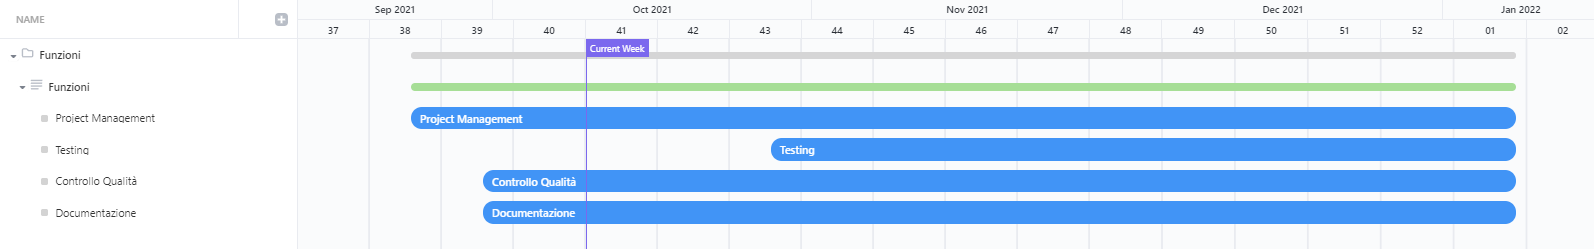 NAME
Sep 2021 Oct 2021 Nov 2021 Dec 2021 Jan 2022
37 38 39 40 41 42 43 44 45 46 47 48 49 50 51 52 01 02
Current Week
Funzioni
Funzioni
Project Management Project Management
Testing Testing
Controllo Qualità Controllo Qualità
Documentazione Documentazione